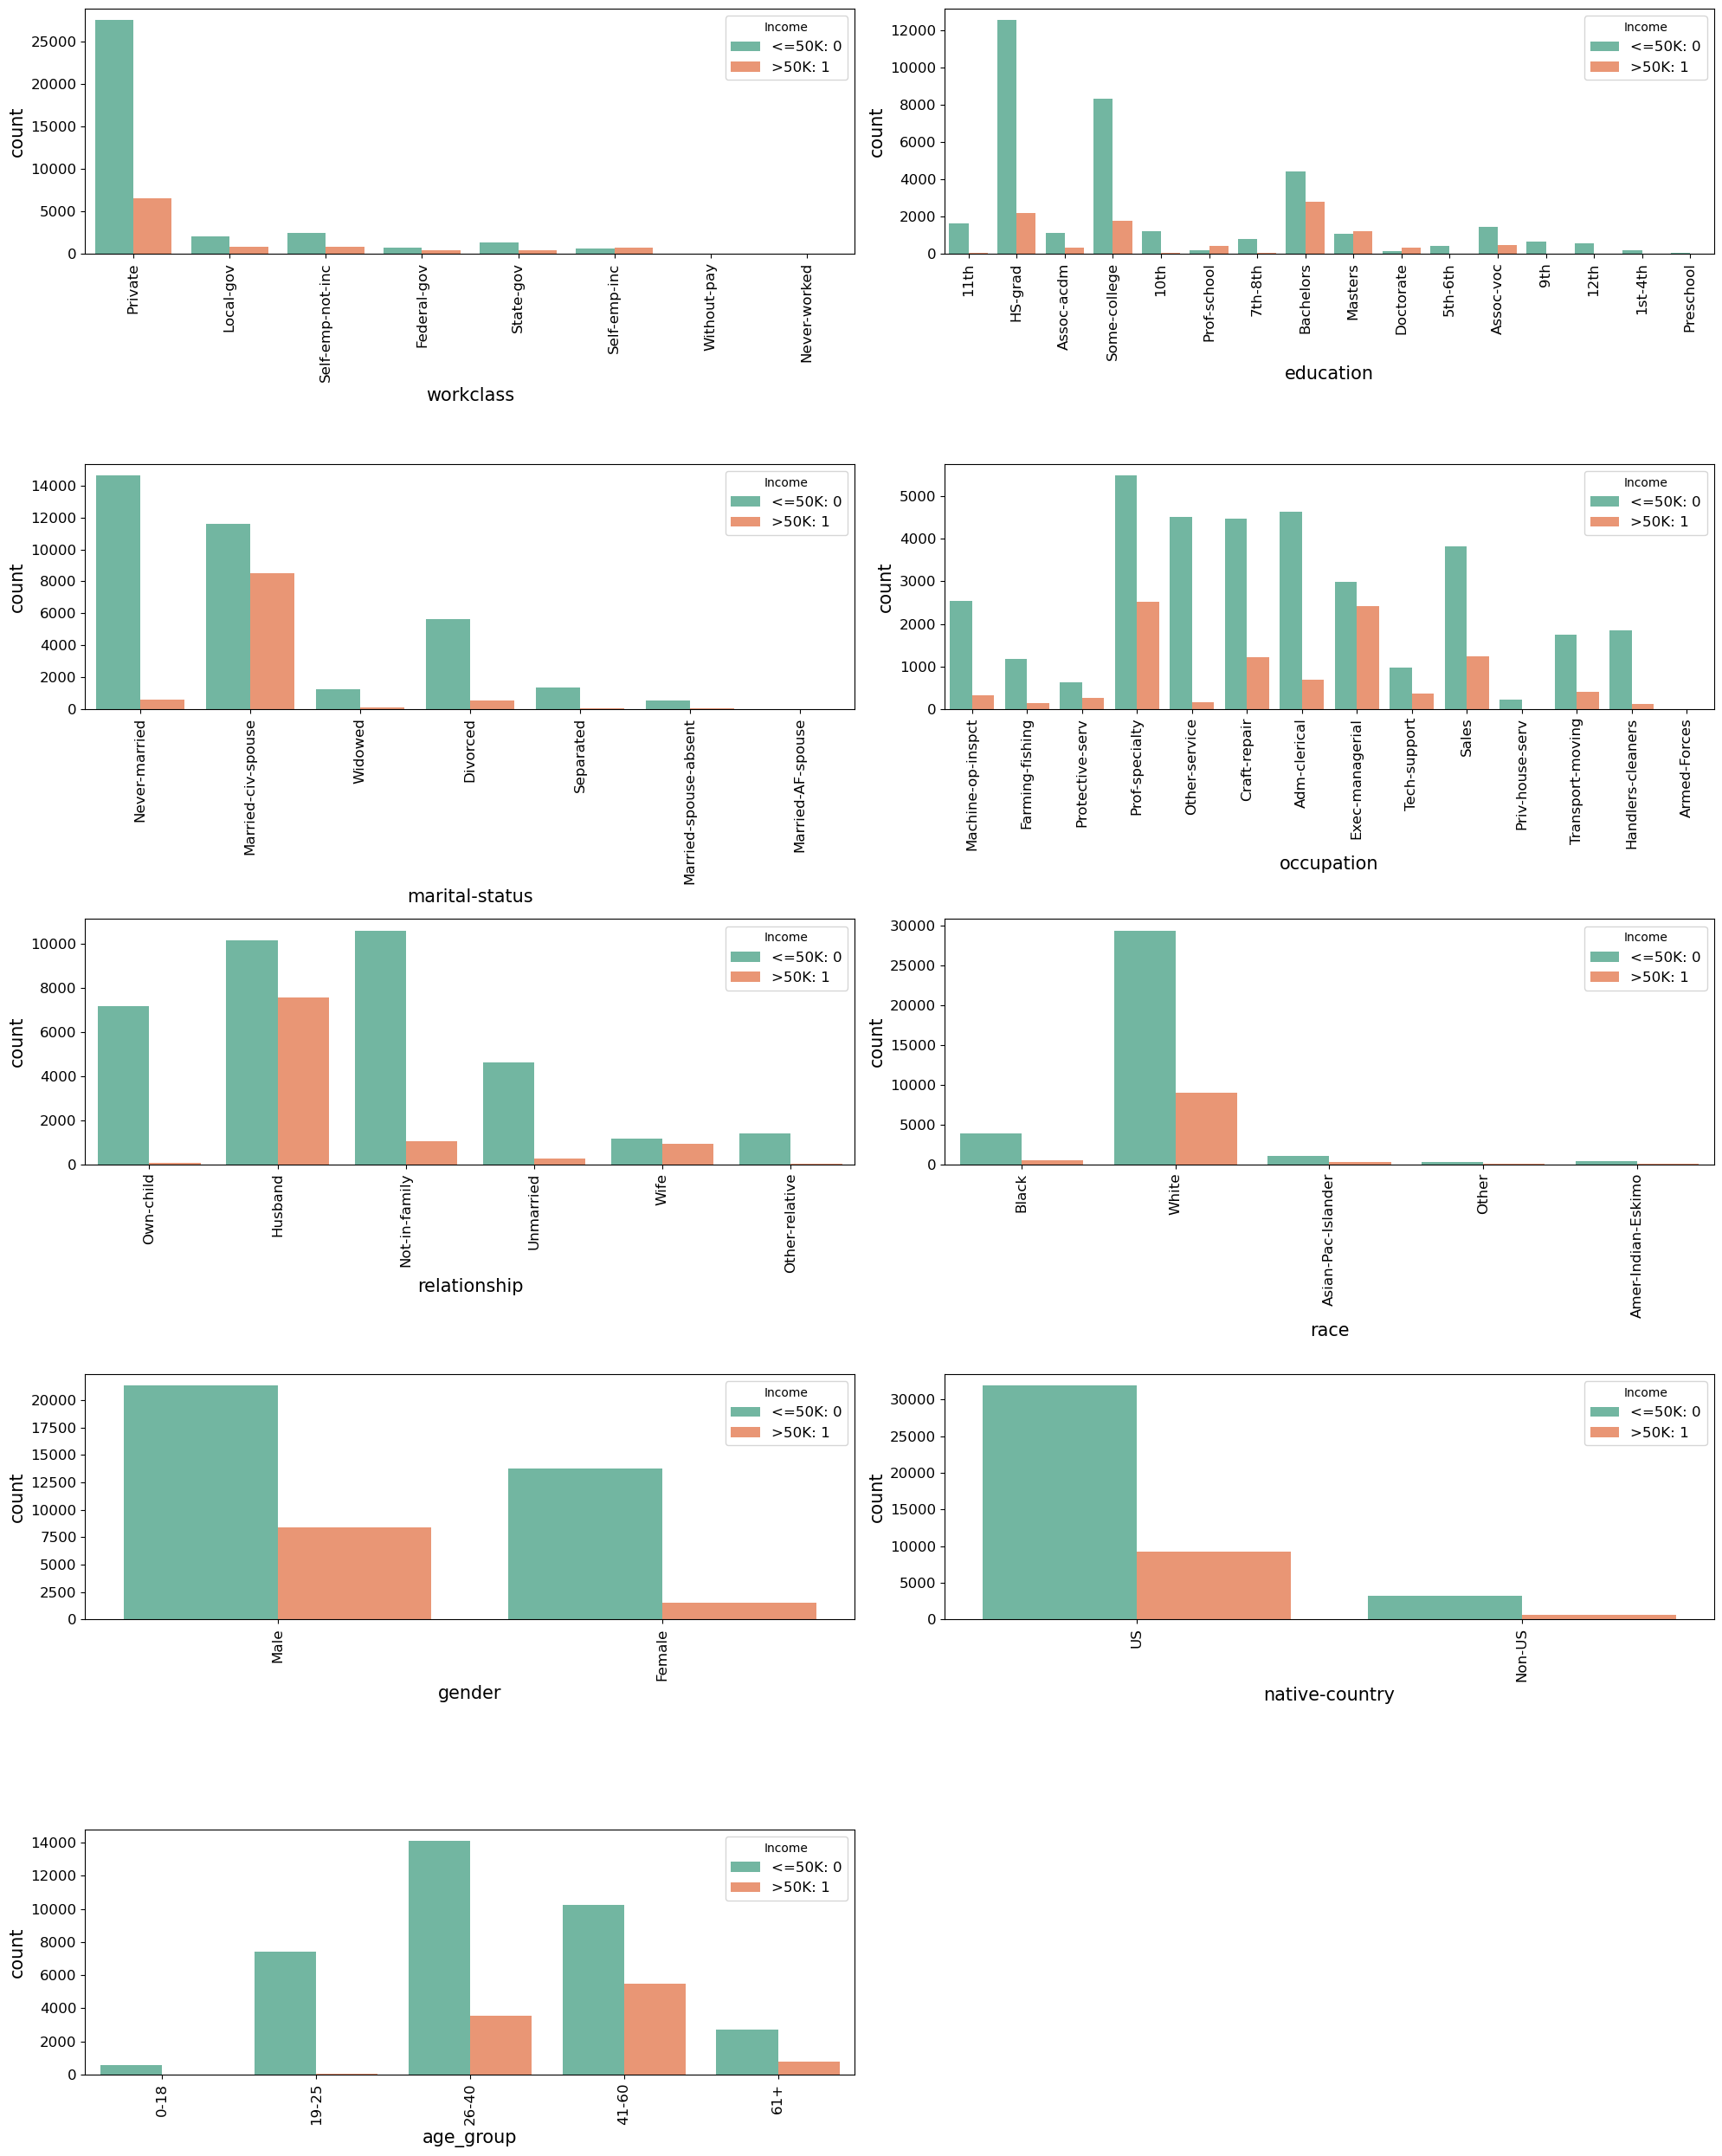 Income
<=50K: 0
>50K: 1
25000
20000
15000
10000
5000
0
count
Private
Local-gov
Self-emp-not-inc
Federal-gov
State-gov
Self-emp-inc
Without-pay
Never-worked
workclass
Income
<=50K: 0
>50K: 1
12000
10000
8000
6000
4000
2000
0
count
11th
HS-grad
Assoc-acdm
Some-college
10th
Prof-school
7th-8th
Bachelors
Masters
Doctorate
5th-6th
Assoc-voc
9th
12th
1st-4th
Preschool
education
Income
<=50K: 0
>50K: 1
14000
12000
10000
8000
6000
4000
2000
0
count
Never-married
Married-civ-spouse
Widowed
Divorced
Separated
Married-spouse-absent
Married-AF-spouse
marital-status
Income
<=50K: 0
>50K: 1
5000
4000
3000
2000
1000
0
count
Machine-op-inspct
Farming-fishing
Protective-serv
Prof-specialty
Other-service
Craft-repair
Adm-clerical
Exec-managerial
Tech-support
Sales
Priv-house-serv
Transport-moving
Handlers-cleaners
Armed-Forces
occupation
Income
<=50K: 0
>50K: 1
10000
8000
6000
4000
2000
0
count
Own-child
Husband
Not-in-family
Unmarried
Wife
Other-relative
relationship
Income
<=50K: 0
>50K: 1
30000
25000
20000
15000
10000
5000
0
count
Black
White
Asian-Pac-Islander
Other
Amer-Indian-Eskimo
race
Income
<=50K: 0
>50K: 1
20000
17500
15000
12500
10000
7500
5000
2500
0
count
Male
Female
gender
Income
<=50K: 0
>50K: 1
30000
25000
20000
15000
10000
5000
0
count
US
Non-US
native-country
Income
<=50K: 0
>50K: 1
14000
12000
10000
8000
6000
4000
2000
0
count
0-18
19-25
26-40
41-60
61+
age_group